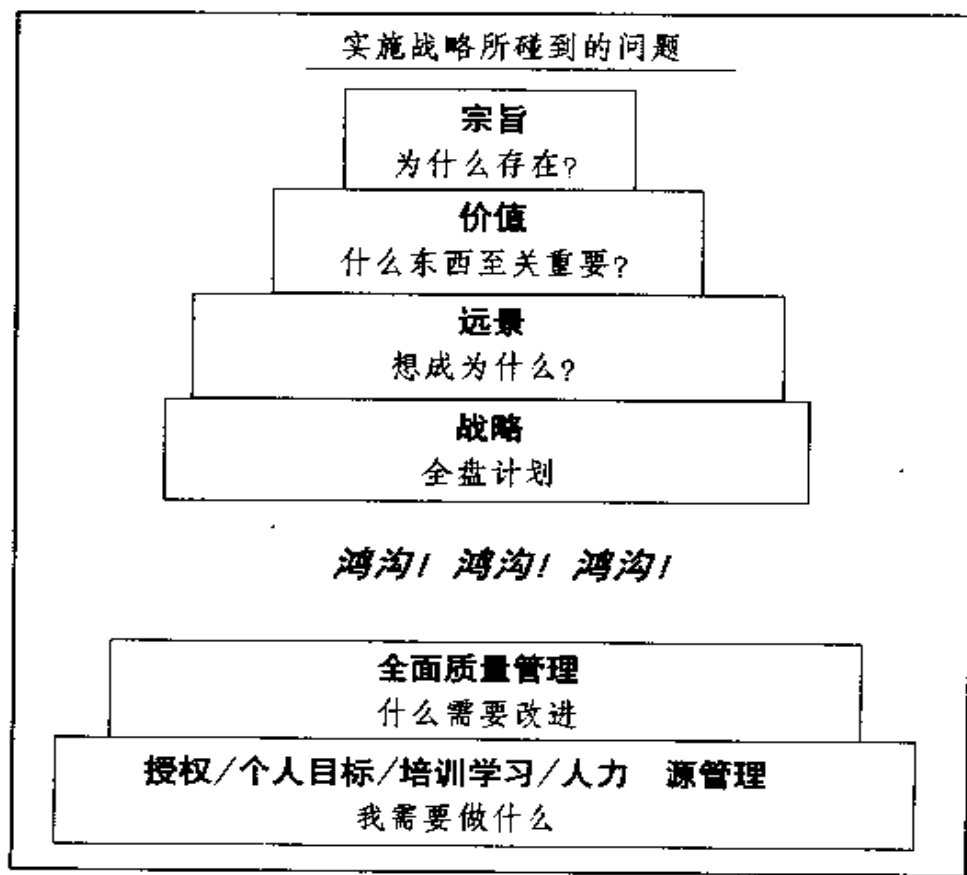 实施战略所碰到的问题
宗旨
为什么存在?
价值
什么东西至关重要?
远景
想成为什么?
战略
全盘计划
鸿沟! 鸿沟! 鸿沟!
全面质量管理
什么需要改进
授权/个人目标/培训学习/人力 源管理
我需要做什么